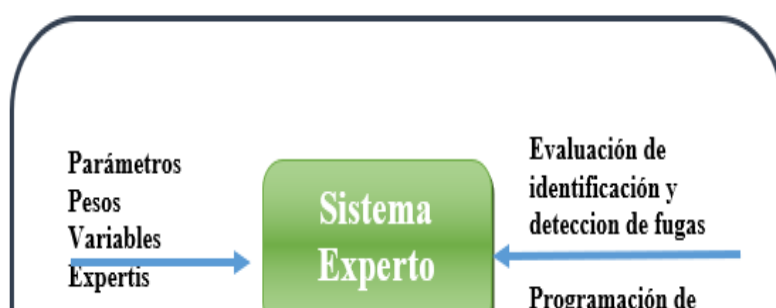 Parámetros
Pesos
Variables
Expertis
Sistema
Experto
Evaluación de
identificación y
deteccion de fugas
Programación de